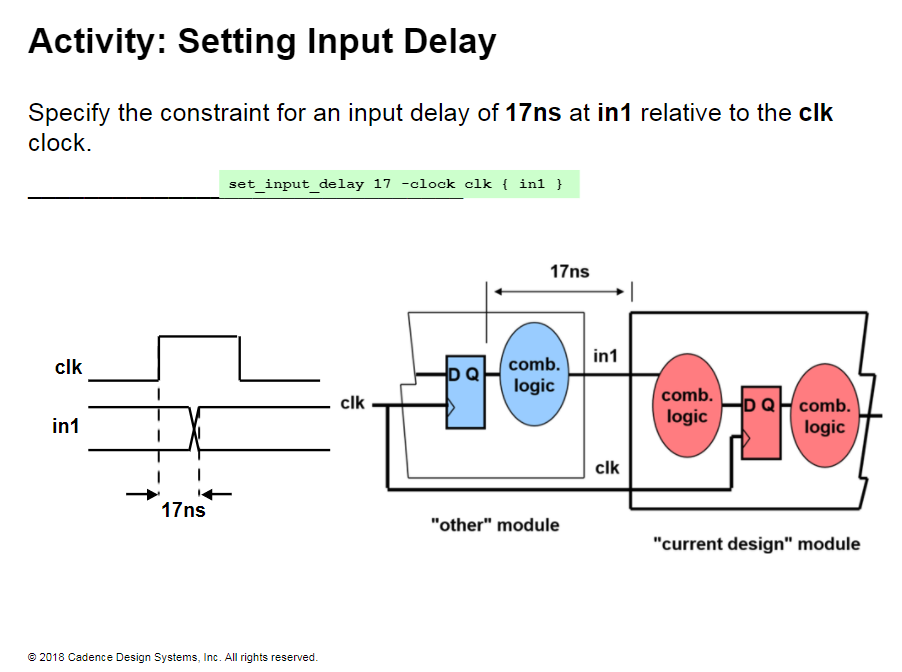 Activity: Setting Input Delay
Specify the constraint for an input delay of 17ns at in1 relative to the clk
clock.
set_input_delay 17 -clock clk { in1 }
17ns
clk
in1
17ns
clk
D Q
comb.
logic
in1
clk
comb.
logic
D Q
comb.
logic
"other" module
"current design" module
© 2018 Cadence Design Systems, Inc. All rights reserved.